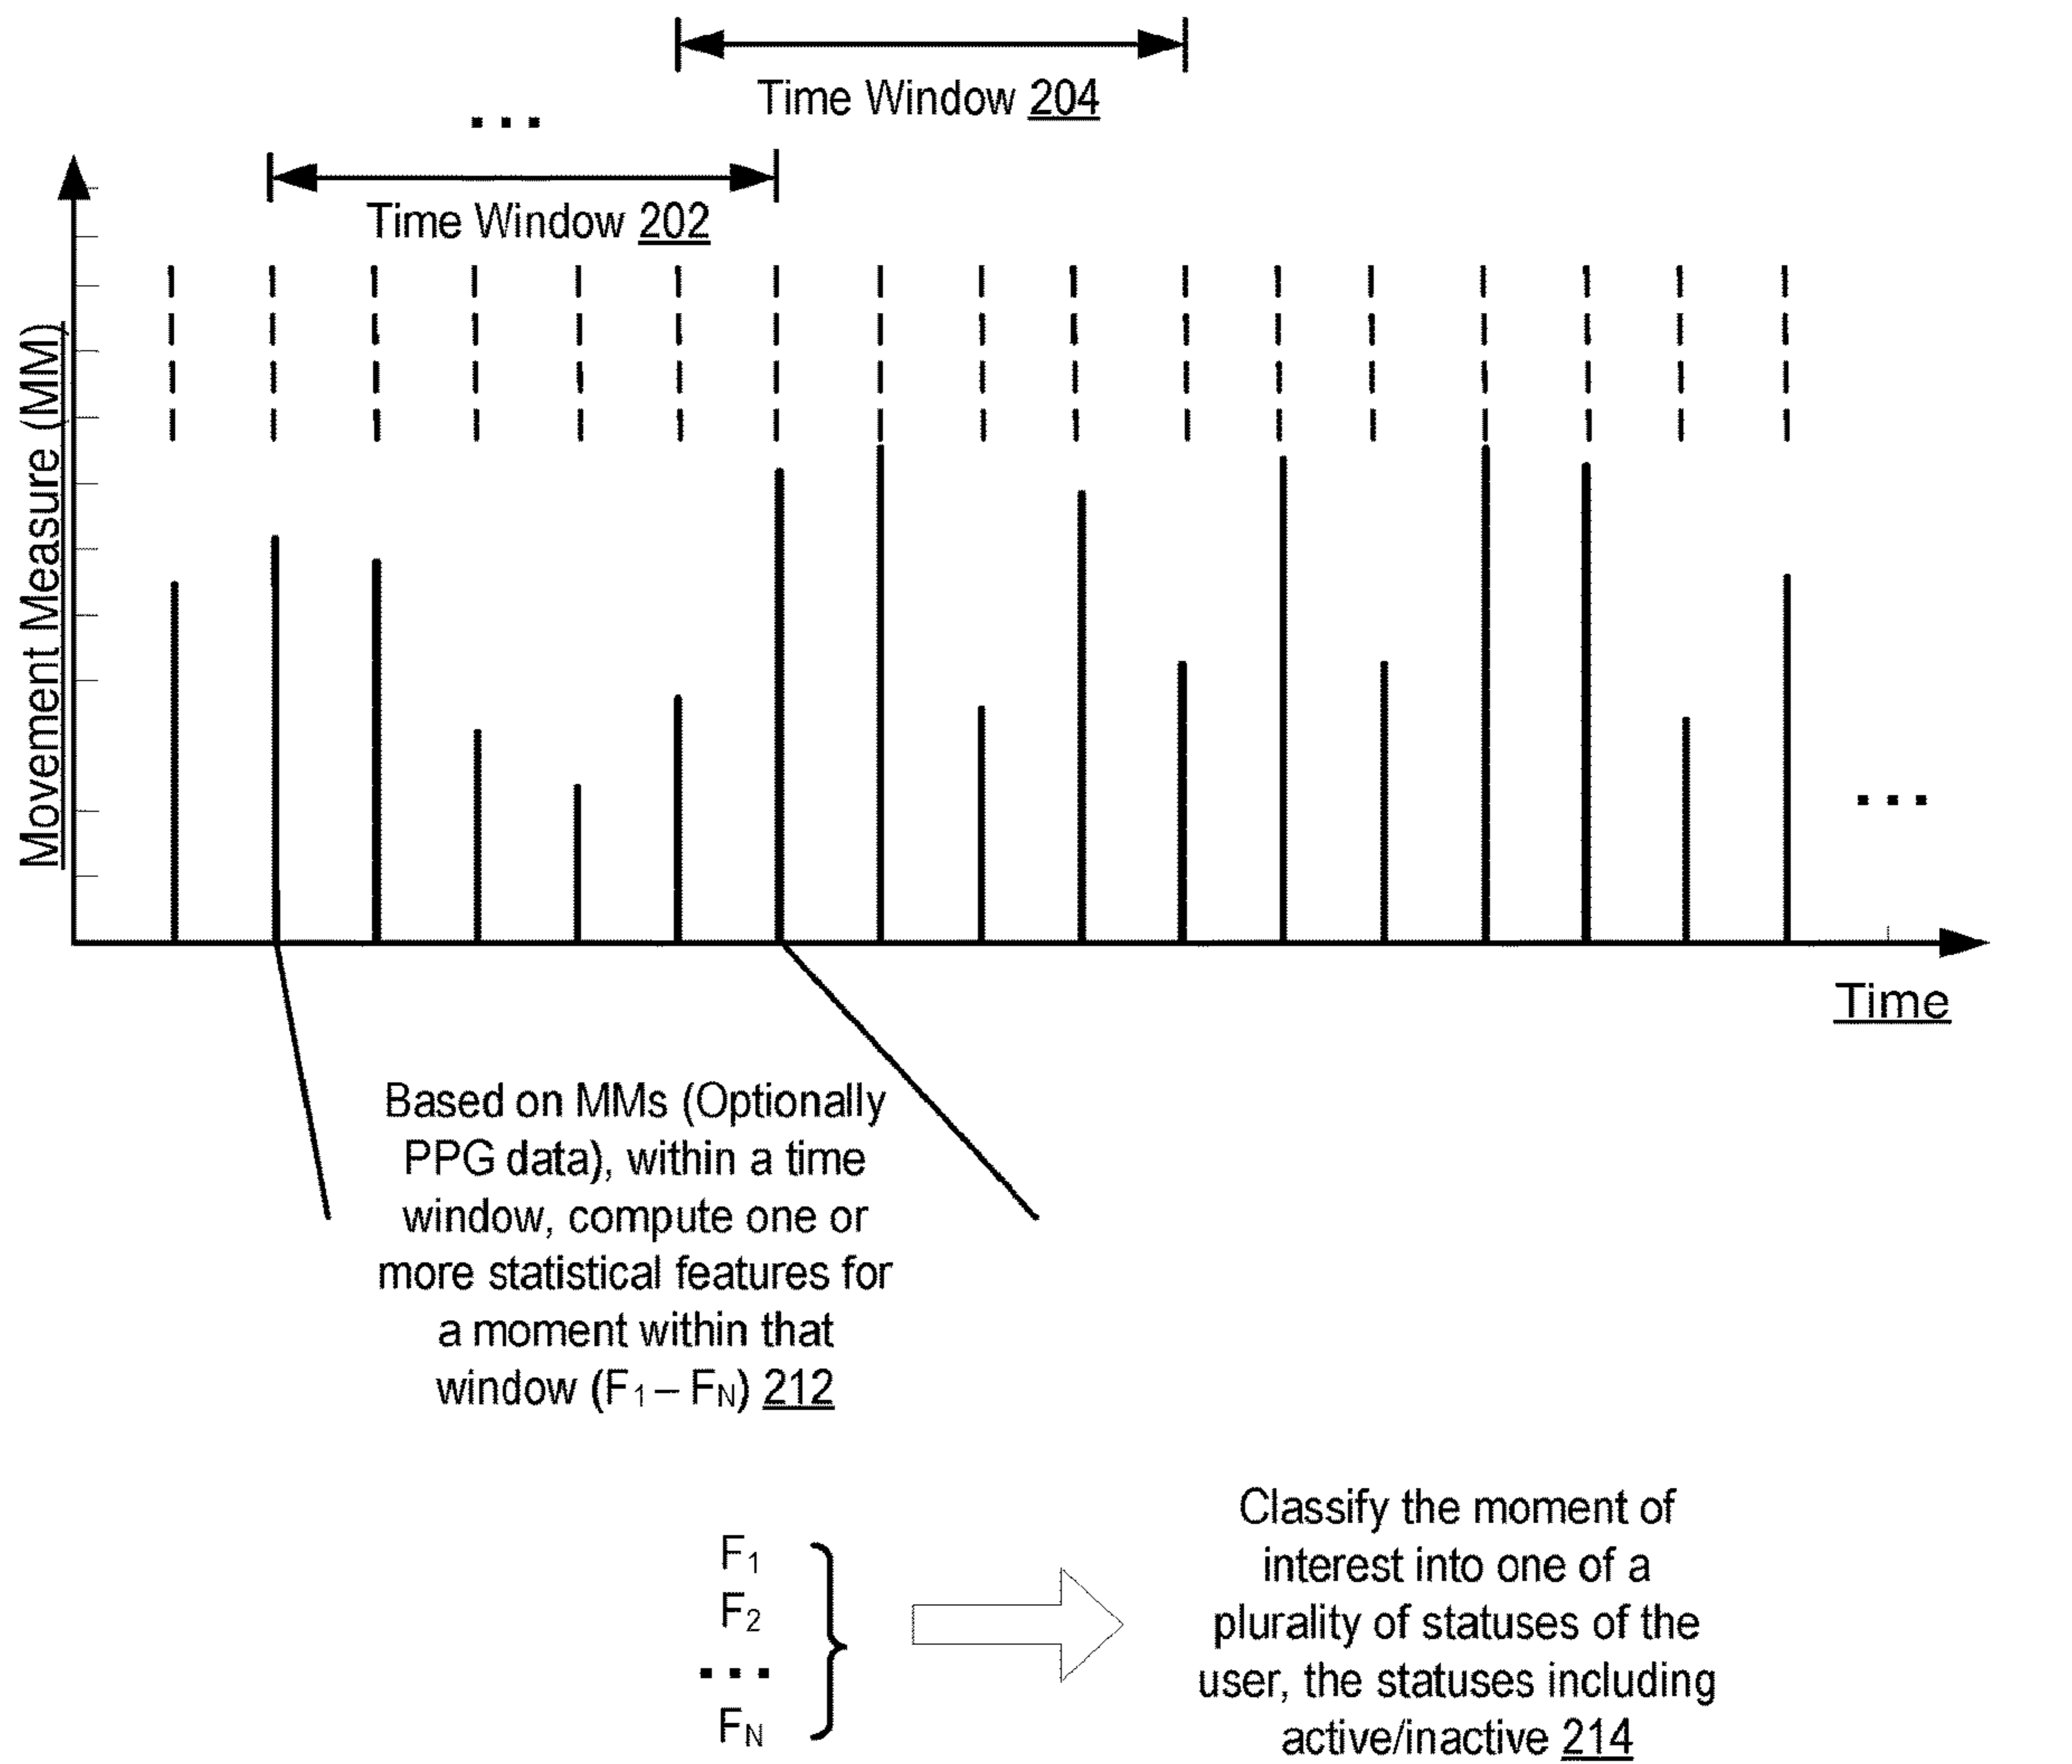 Time Window 204
...
Time Window 202
Movement Measure (MM)
...
Time
Based on MMs (Optionally
PPG data), within a time
window, compute one or
more statistical features for
a moment within that
window (F1 – FN) 212
F1
F2
...
FN
Classify the moment of
interest into one of a
plurality of statuses of the
user, the statuses including
active/inactive 214